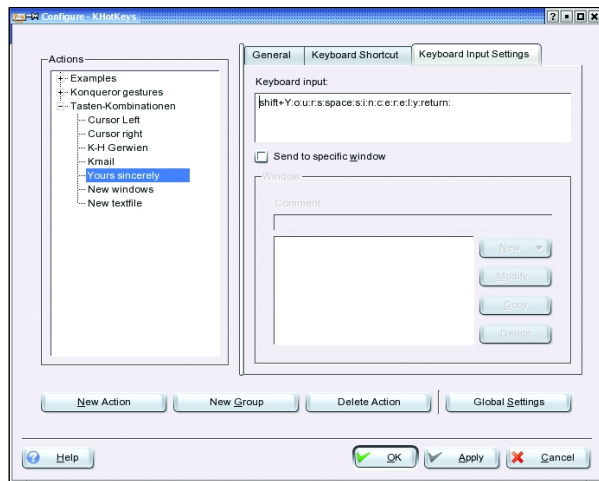 Configure - KHotKeys
Actions
Examples
Konqueror gestures
Tasten-Kombinationen
Cursor Left
Cursor right
K-H Gerwien
Kmail
Yours sincerely
New windows
New textfile
General
Keyboard Shortcut
Keyboard Input Settings
Keyboard input:
shift+Y:o:u:r:s:space:s:i:n:c:e:r:e:l:y:return:
Send to specific window
Window
Comment:
New
Modify
Copy
Delete
New Action
New Group
Delete Action
Global Settings
Help
OK
Apply
Cancel